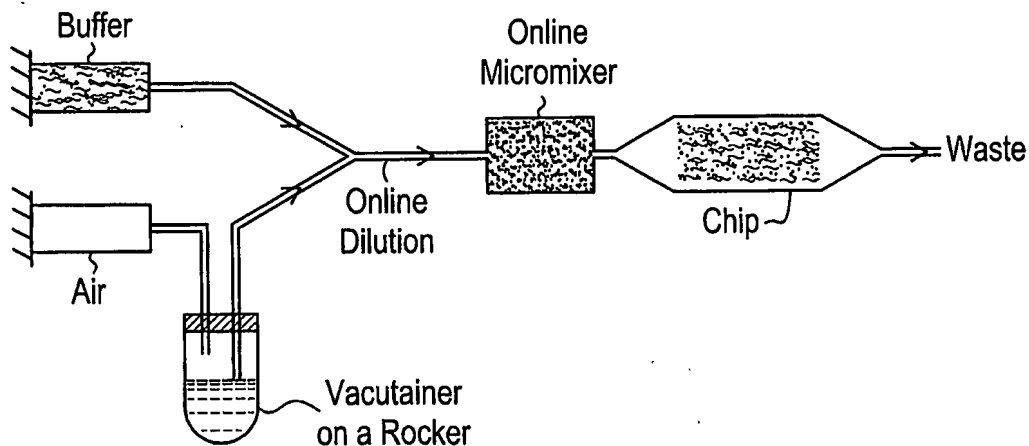 Buffer
Online
Micromixer
Waste
Online
Dilution
Chip
Air
Vacutainer
on a Rocker